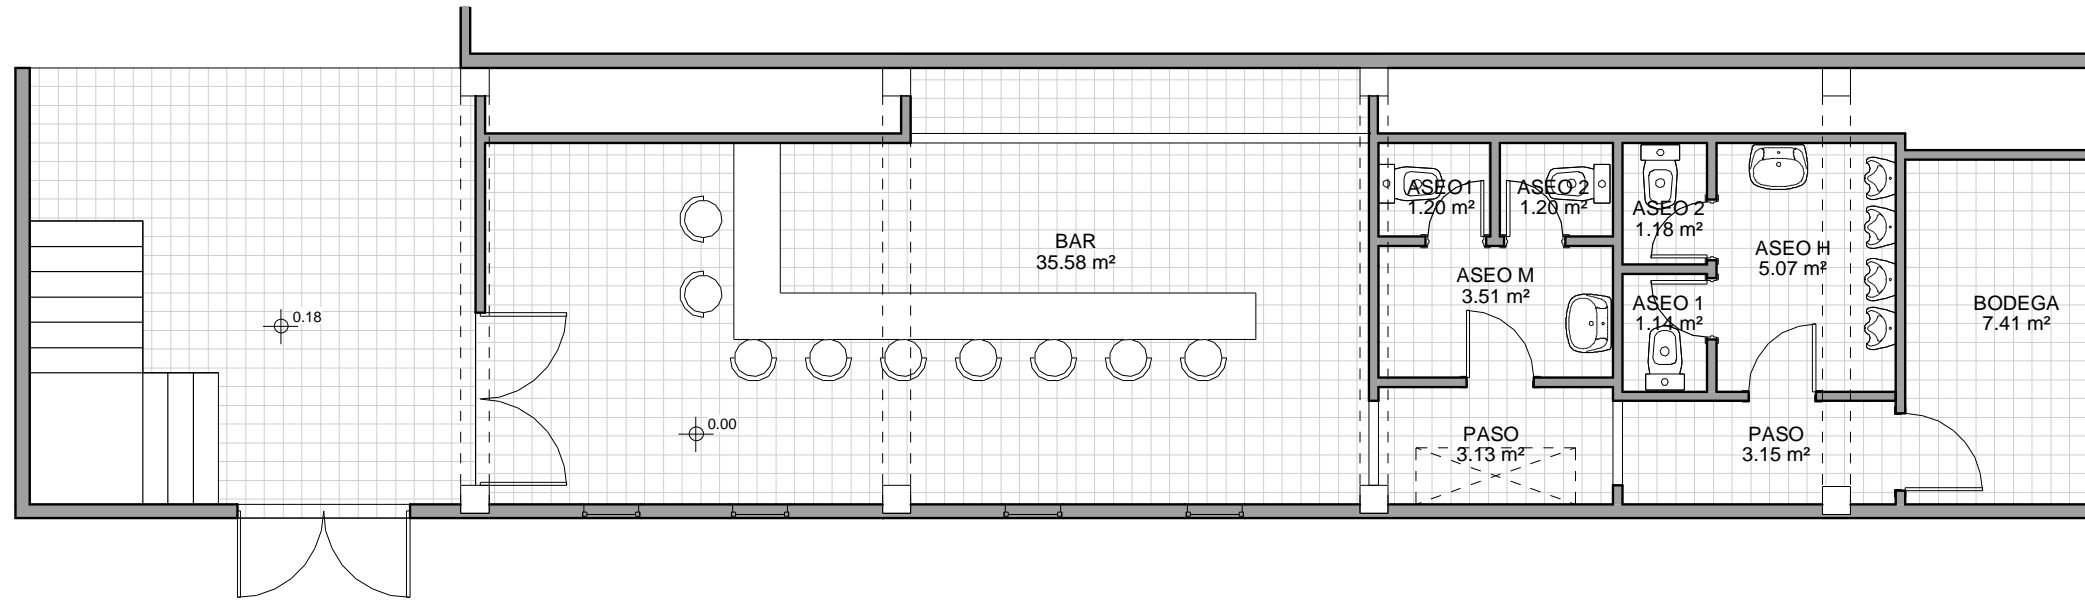 0.18
0.00
BAR
35.58 m²
ASEO1
1.20 m²
ASEO 2
1.20 m²
ASEO M
3.51 m²
ASEO 2
1.18 m²
ASEO H
5.07 m²
ASEO 1
1.14 m²
PASO
3.13 m²
PASO
3.15 m²
BODEGA
7.41 m²